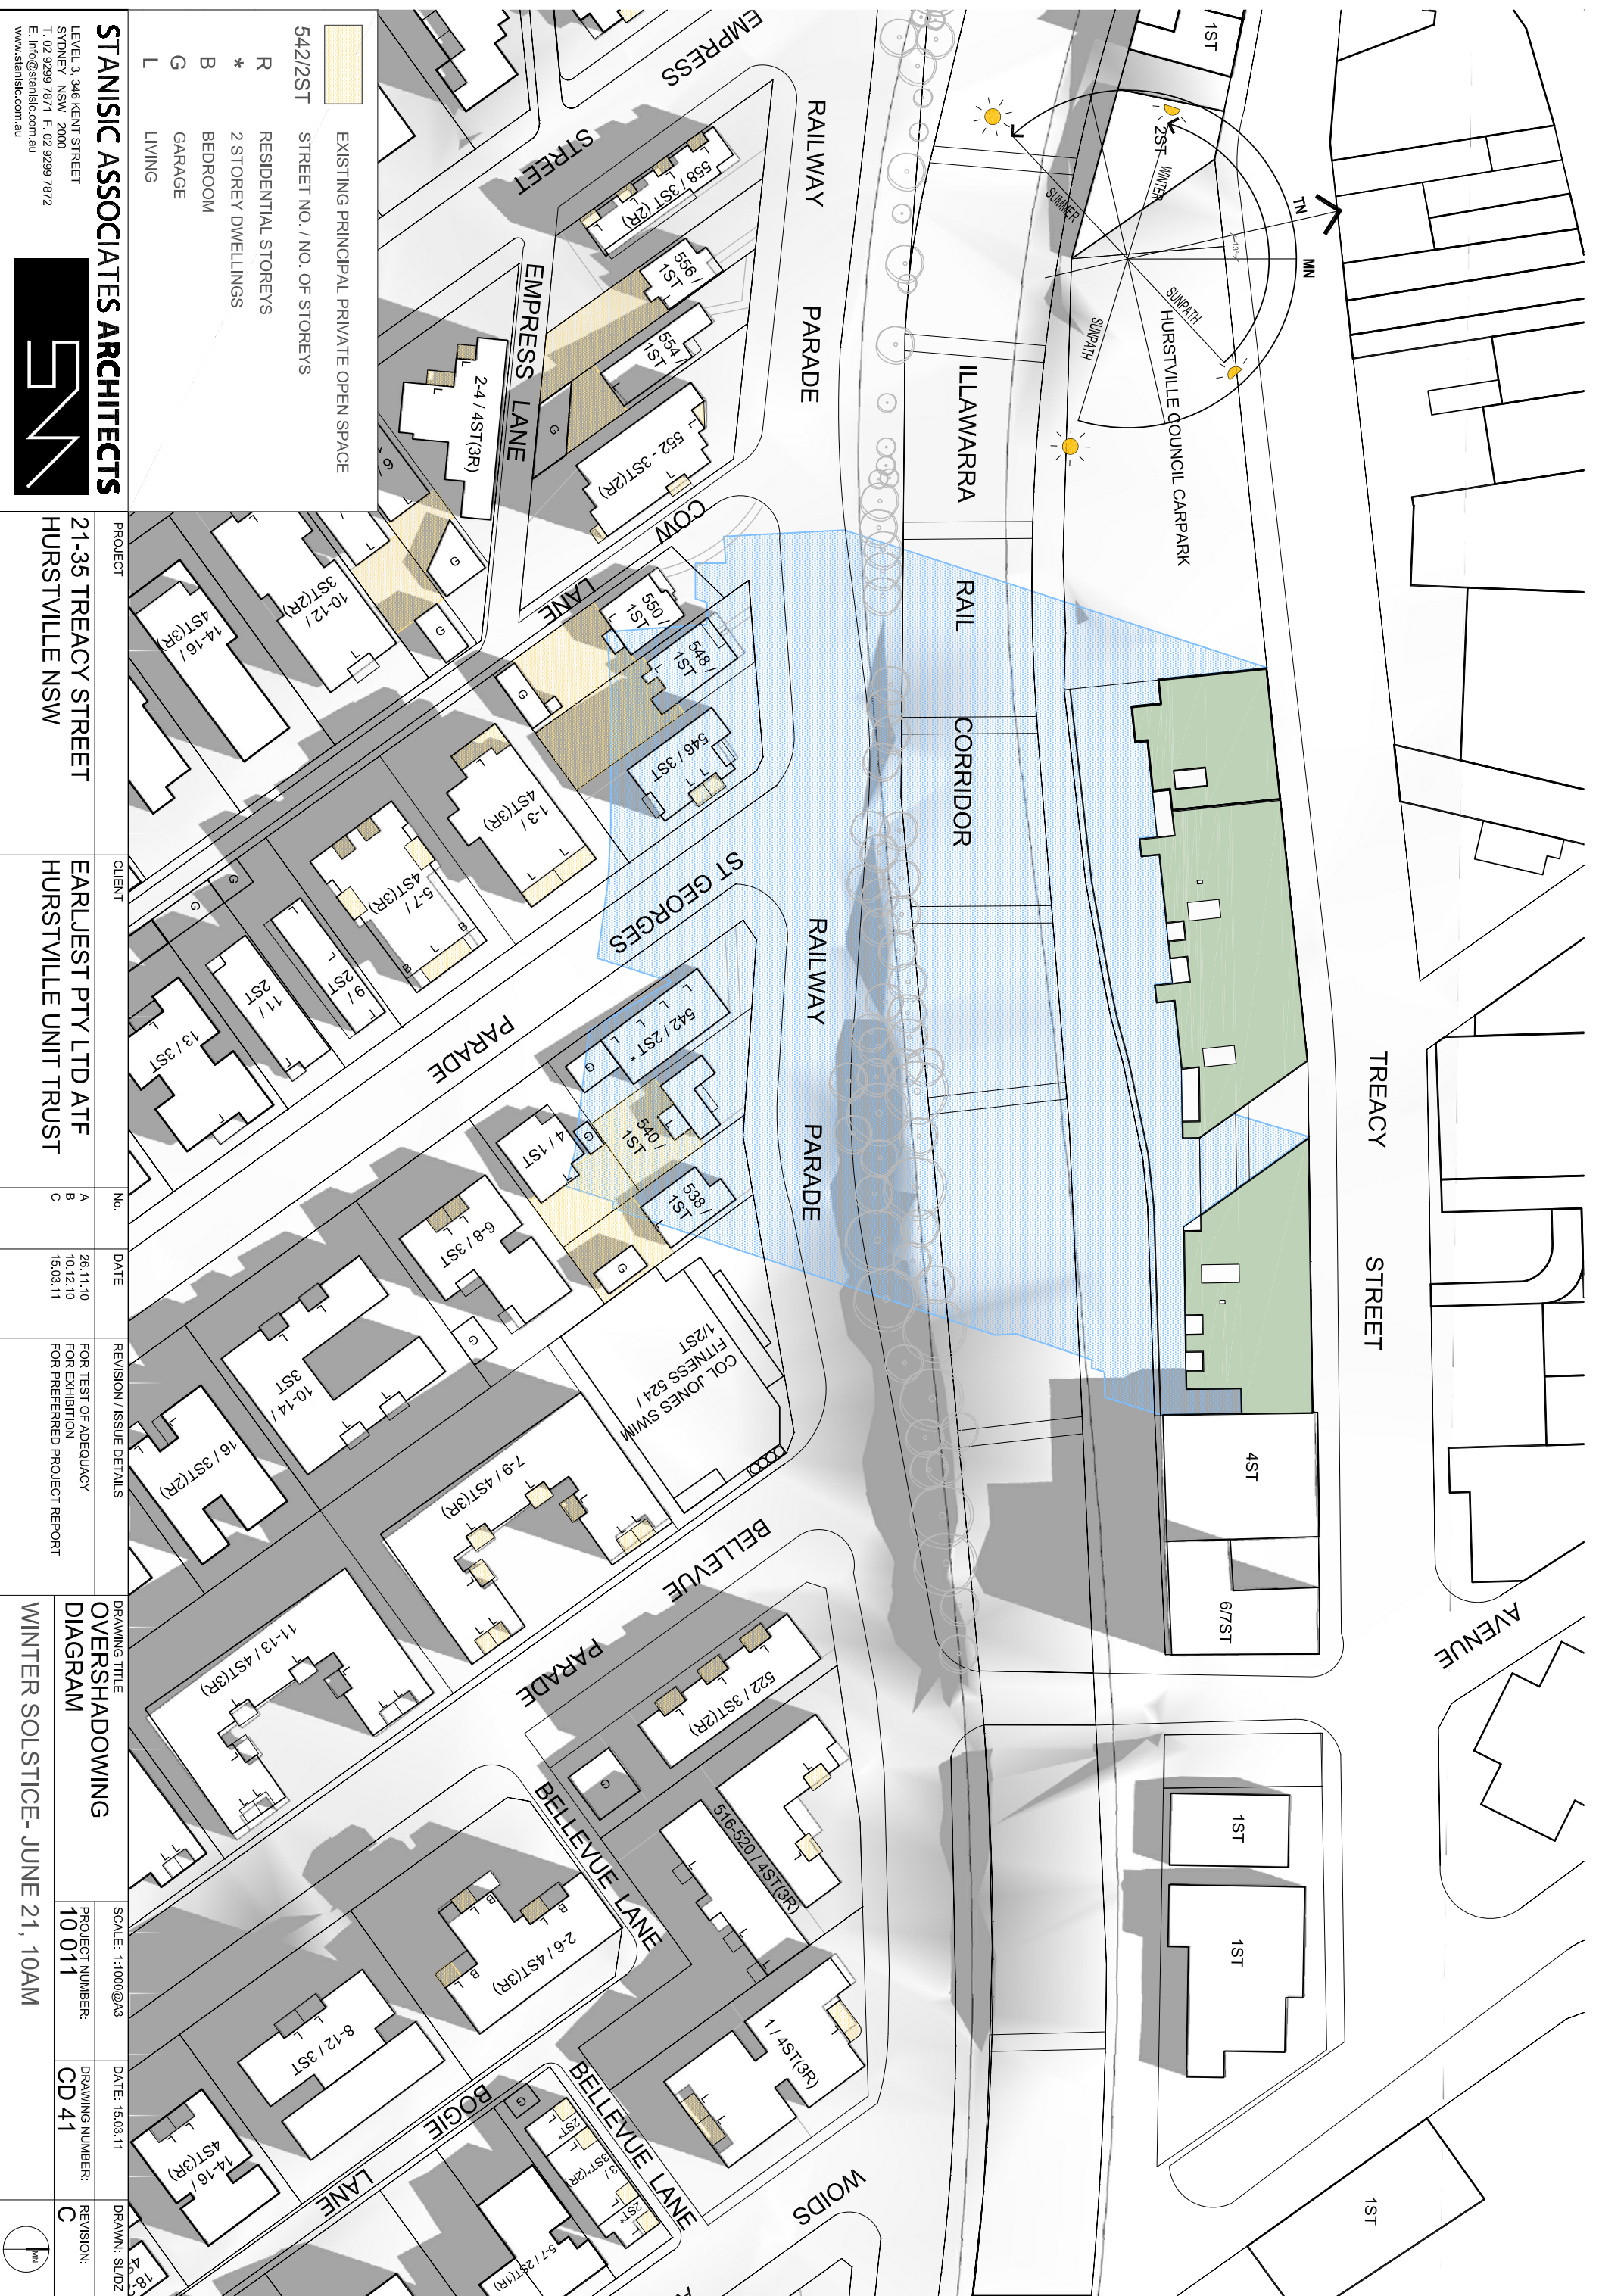 EMPRESS
STREET
RAILWAY
PARADE
ILLAWARRA
RAIL
CORRIDOR
HURSTVILLE COUNCIL CARPARK
1ST
2ST
WINTER
SUMMER
SUNPATH
SUNPATH
TN
MN
13°
558 / 3ST (2R)
556 /
1ST
554 /
1ST
552 - 3ST(2R)
EMPRESS LANE
2-4 / 4ST(3R)
COW
LANE
550 /
1ST
548 /
1ST
546 / 3ST
10-12 /
3ST(2R)
14-16 /
4ST(3R)
1-3 /
4ST(3R)
5-7 /
4ST(3R)
9 /
2ST
11 /
2ST
13 / 3ST
ST GEORGES
PARADE
RAILWAY
PARADE
542 / 2ST *
540 /
1ST
538 /
1ST
4 / 1ST
6-8 / 3ST
10-14 /
3ST
16 / 3ST(2R)
COL JONES SWIM
FITNESS 524 /
1/2ST
7-9 / 4ST(3R)
11-13 / 4ST(3R)
BELLEVUE
PARADE
522 / 3ST(2R)
516-520 / 4ST(3R)
BELLEVUE LANE
2-6 / 4ST(3R)
8-12 / 3ST
1 / 4ST(3R)
BELLEVUE LANE
BOGIE
LANE
14-16 /
4ST(3R)
2ST*
3 /
3ST*(2R)
2ST*
5-7 / 2ST(1R)
WOIDS
TREACY
STREET
AVENUE
4ST
6/7ST
1ST
1ST
1ST
EXISTING PRINCIPAL PRIVATE OPEN SPACE
542/2ST STREET NO. / NO. OF STOREYS
R RESIDENTIAL STOREYS
* 2 STOREY DWELLINGS
B BEDROOM
G GARAGE
L LIVING
STANISIC ASSOCIATES ARCHITECTS
LEVEL 3, 346 KENT STREET
SYDNEY NSW 2000
T. 02 9299 7871 F. 02 9299 7872
E. info@stanisic.com.au
www.stanisic.com.au
PROJECT
21-35 TREACY STREET
HURSTVILLE NSW
CLIENT
EARLJEST PTY LTD ATF
HURSTVILLE UNIT TRUST
No. DATE REVISION / ISSUE DETAILS
A 26.11.10 FOR TEST OF ADEQUACY
B 10.12.10 FOR EXHIBITION
C 15.03.11 FOR PREFERRED PROJECT REPORT
DRAWING TITLE
OVERSHADOWING
DIAGRAM
WINTER SOLSTICE- JUNE 21, 10AM
SCALE: 1:1000@A3
DATE: 15.03.11
DRAWN: SL/DZ
PROJECT NUMBER:
10 011
DRAWING NUMBER:
CD 41
REVISION:
C
MN